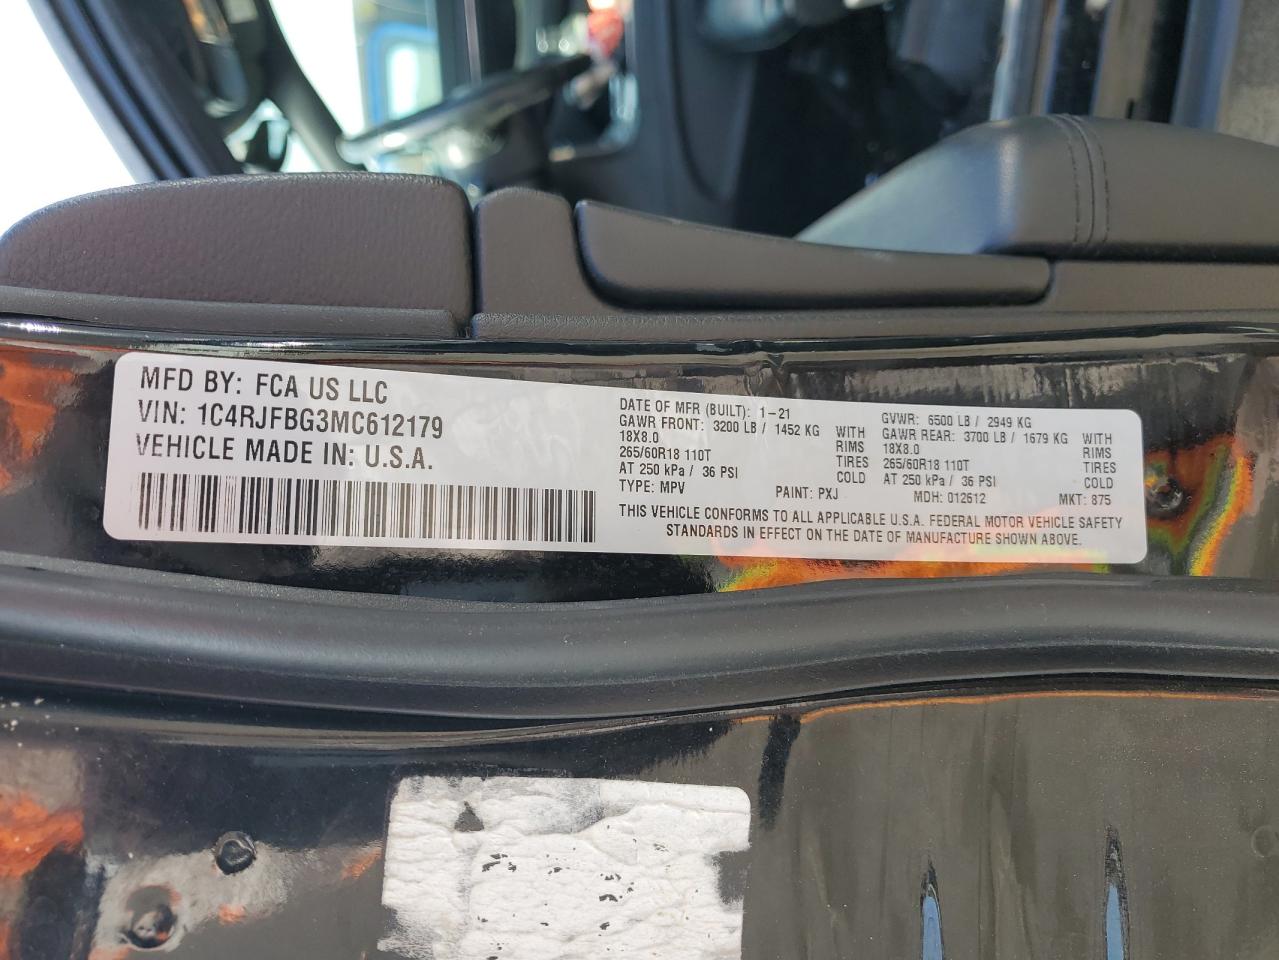 MFD BY: FCA US LLC
VIN: 1C4RJFBG3MC612179
VEHICLE MADE IN: U.S.A.
DATE OF MFR (BUILT): 1-21
GAWR FRONT: 3200 LB / 1452 KG WITH
18X8.0 RIMS
265/60R18 110T TIRES
AT 250 kPa / 36 PSI COLD
TYPE: MPV PAINT: PXJ
GVWR: 6500 LB / 2949 KG
GAWR REAR: 3700 LB / 1679 KG WITH
18X8.0 RIMS
265/60R18 110T TIRES
AT 250 kPa / 36 PSI COLD
MDH: 012612 MKT: 875
THIS VEHICLE CONFORMS TO ALL APPLICABLE U.S.A. FEDERAL MOTOR VEHICLE SAFETY
STANDARDS IN EFFECT ON THE DATE OF MANUFACTURE SHOWN ABOVE.